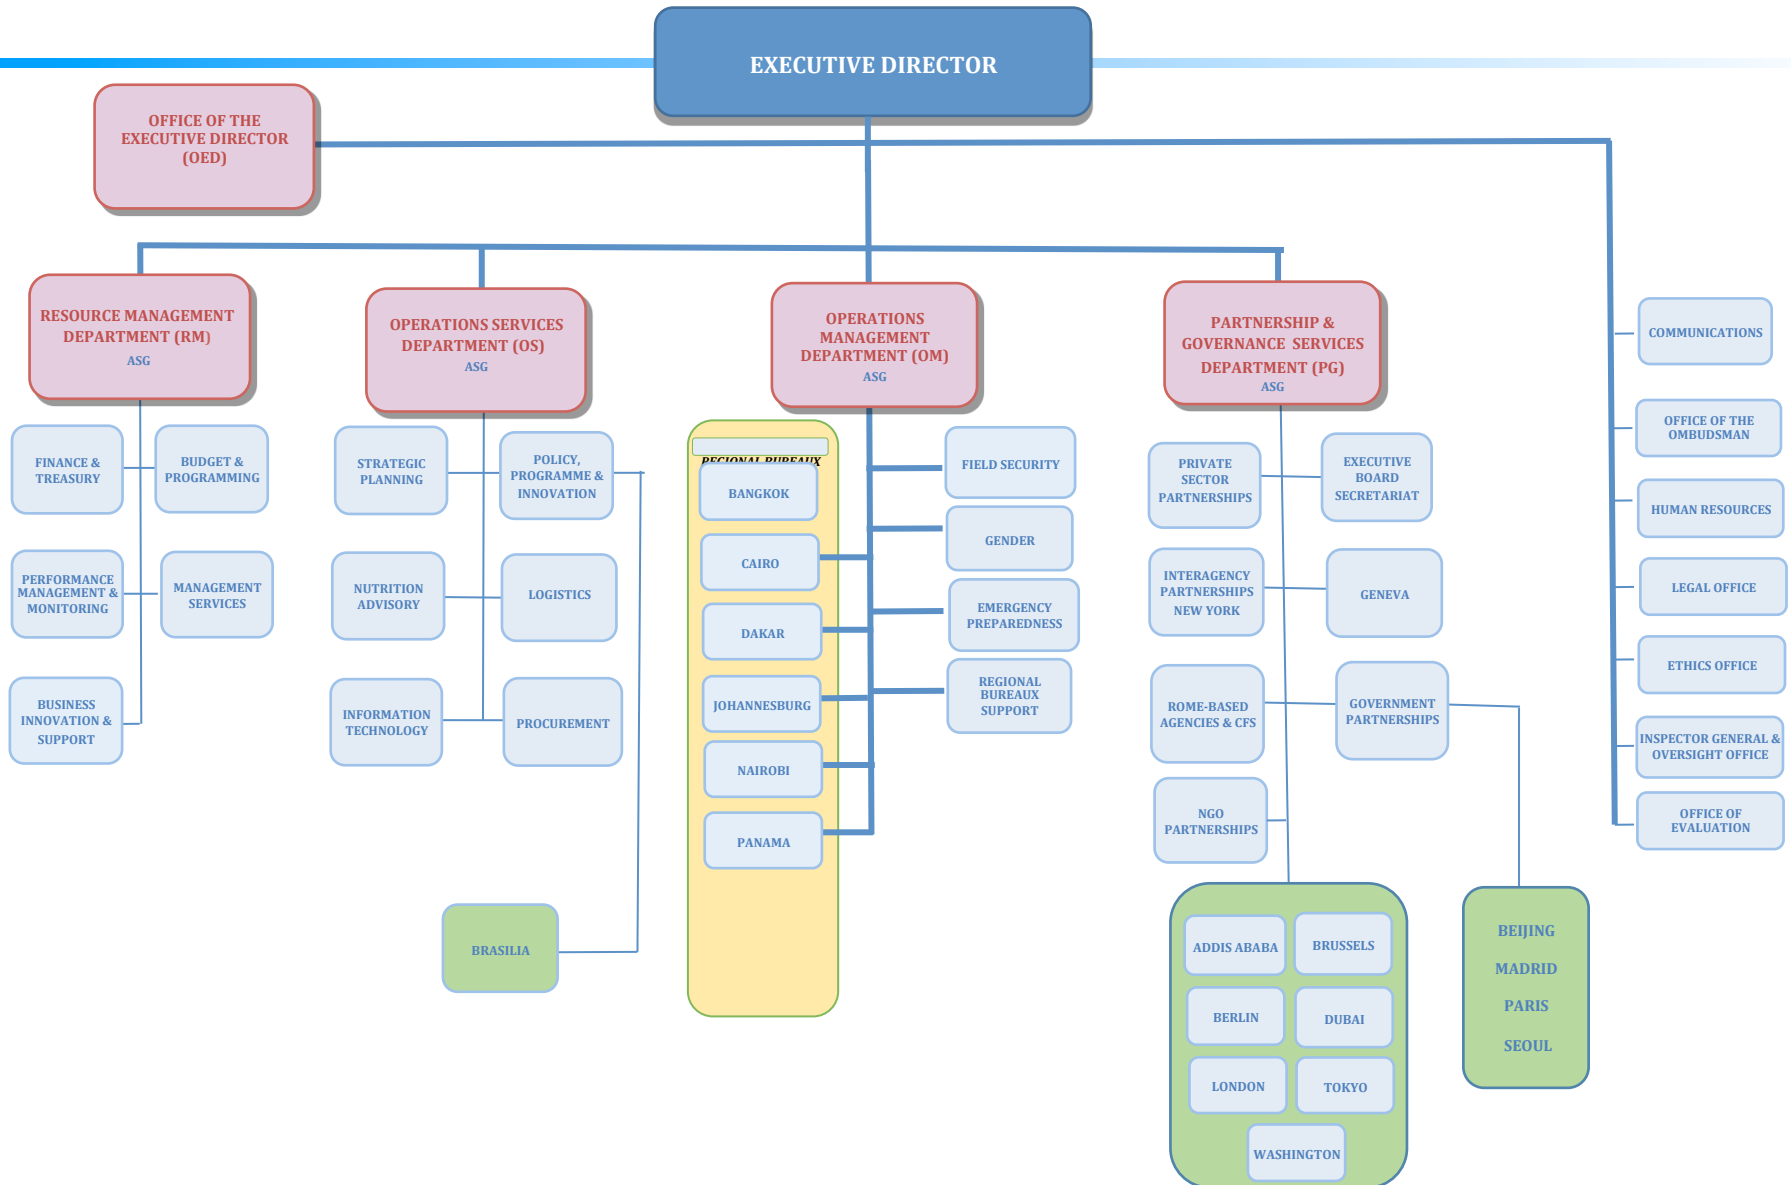 EXECUTIVE DIRECTOR
OFFICE OF THE
EXECUTIVE DIRECTOR
(OED)
RESOURCE MANAGEMENT
DEPARTMENT (RM)
ASG
OPERATIONS SERVICES
DEPARTMENT (OS)
ASG
OPERATIONS
MANAGEMENT
DEPARTMENT (OM)
ASG
PARTNERSHIP &
GOVERNANCE SERVICES
DEPARTMENT (PG)
ASG
FINANCE &
TREASURY
BUDGET &
PROGRAMMING
PERFORMANCE
MANAGEMENT &
MONITORING
MANAGEMENT
SERVICES
BUSINESS
INNOVATION &
SUPPORT
STRATEGIC
PLANNING
POLICY,
PROGRAMME &
INNOVATION
NUTRITION
ADVISORY
LOGISTICS
INFORMATION
TECHNOLOGY
PROCUREMENT
BRASILIA
REGIONAL BUREAUX
BANGKOK
CAIRO
DAKAR
JOHANNESBURG
NAIROBI
PANAMA
FIELD SECURITY
GENDER
EMERGENCY
PREPAREDNESS
REGIONAL
BUREAUX
SUPPORT
PRIVATE
SECTOR
PARTNERSHIPS
EXECUTIVE
BOARD
SECRETARIAT
INTERAGENCY
PARTNERSHIPS
NEW YORK
GENEVA
ROME-BASED
AGENCIES & CFS
GOVERNMENT
PARTNERSHIPS
NGO
PARTNERSHIPS
ADDIS ABABA
BRUSSELS
BERLIN
DUBAI
LONDON
TOKYO
WASHINGTON
BEIJING
MADRID
PARIS
SEOUL
COMMUNICATIONS
OFFICE OF THE
OMBUDSMAN
HUMAN RESOURCES
LEGAL OFFICE
ETHICS OFFICE
INSPECTOR GENERAL &
OVERSIGHT OFFICE
OFFICE OF
EVALUATION